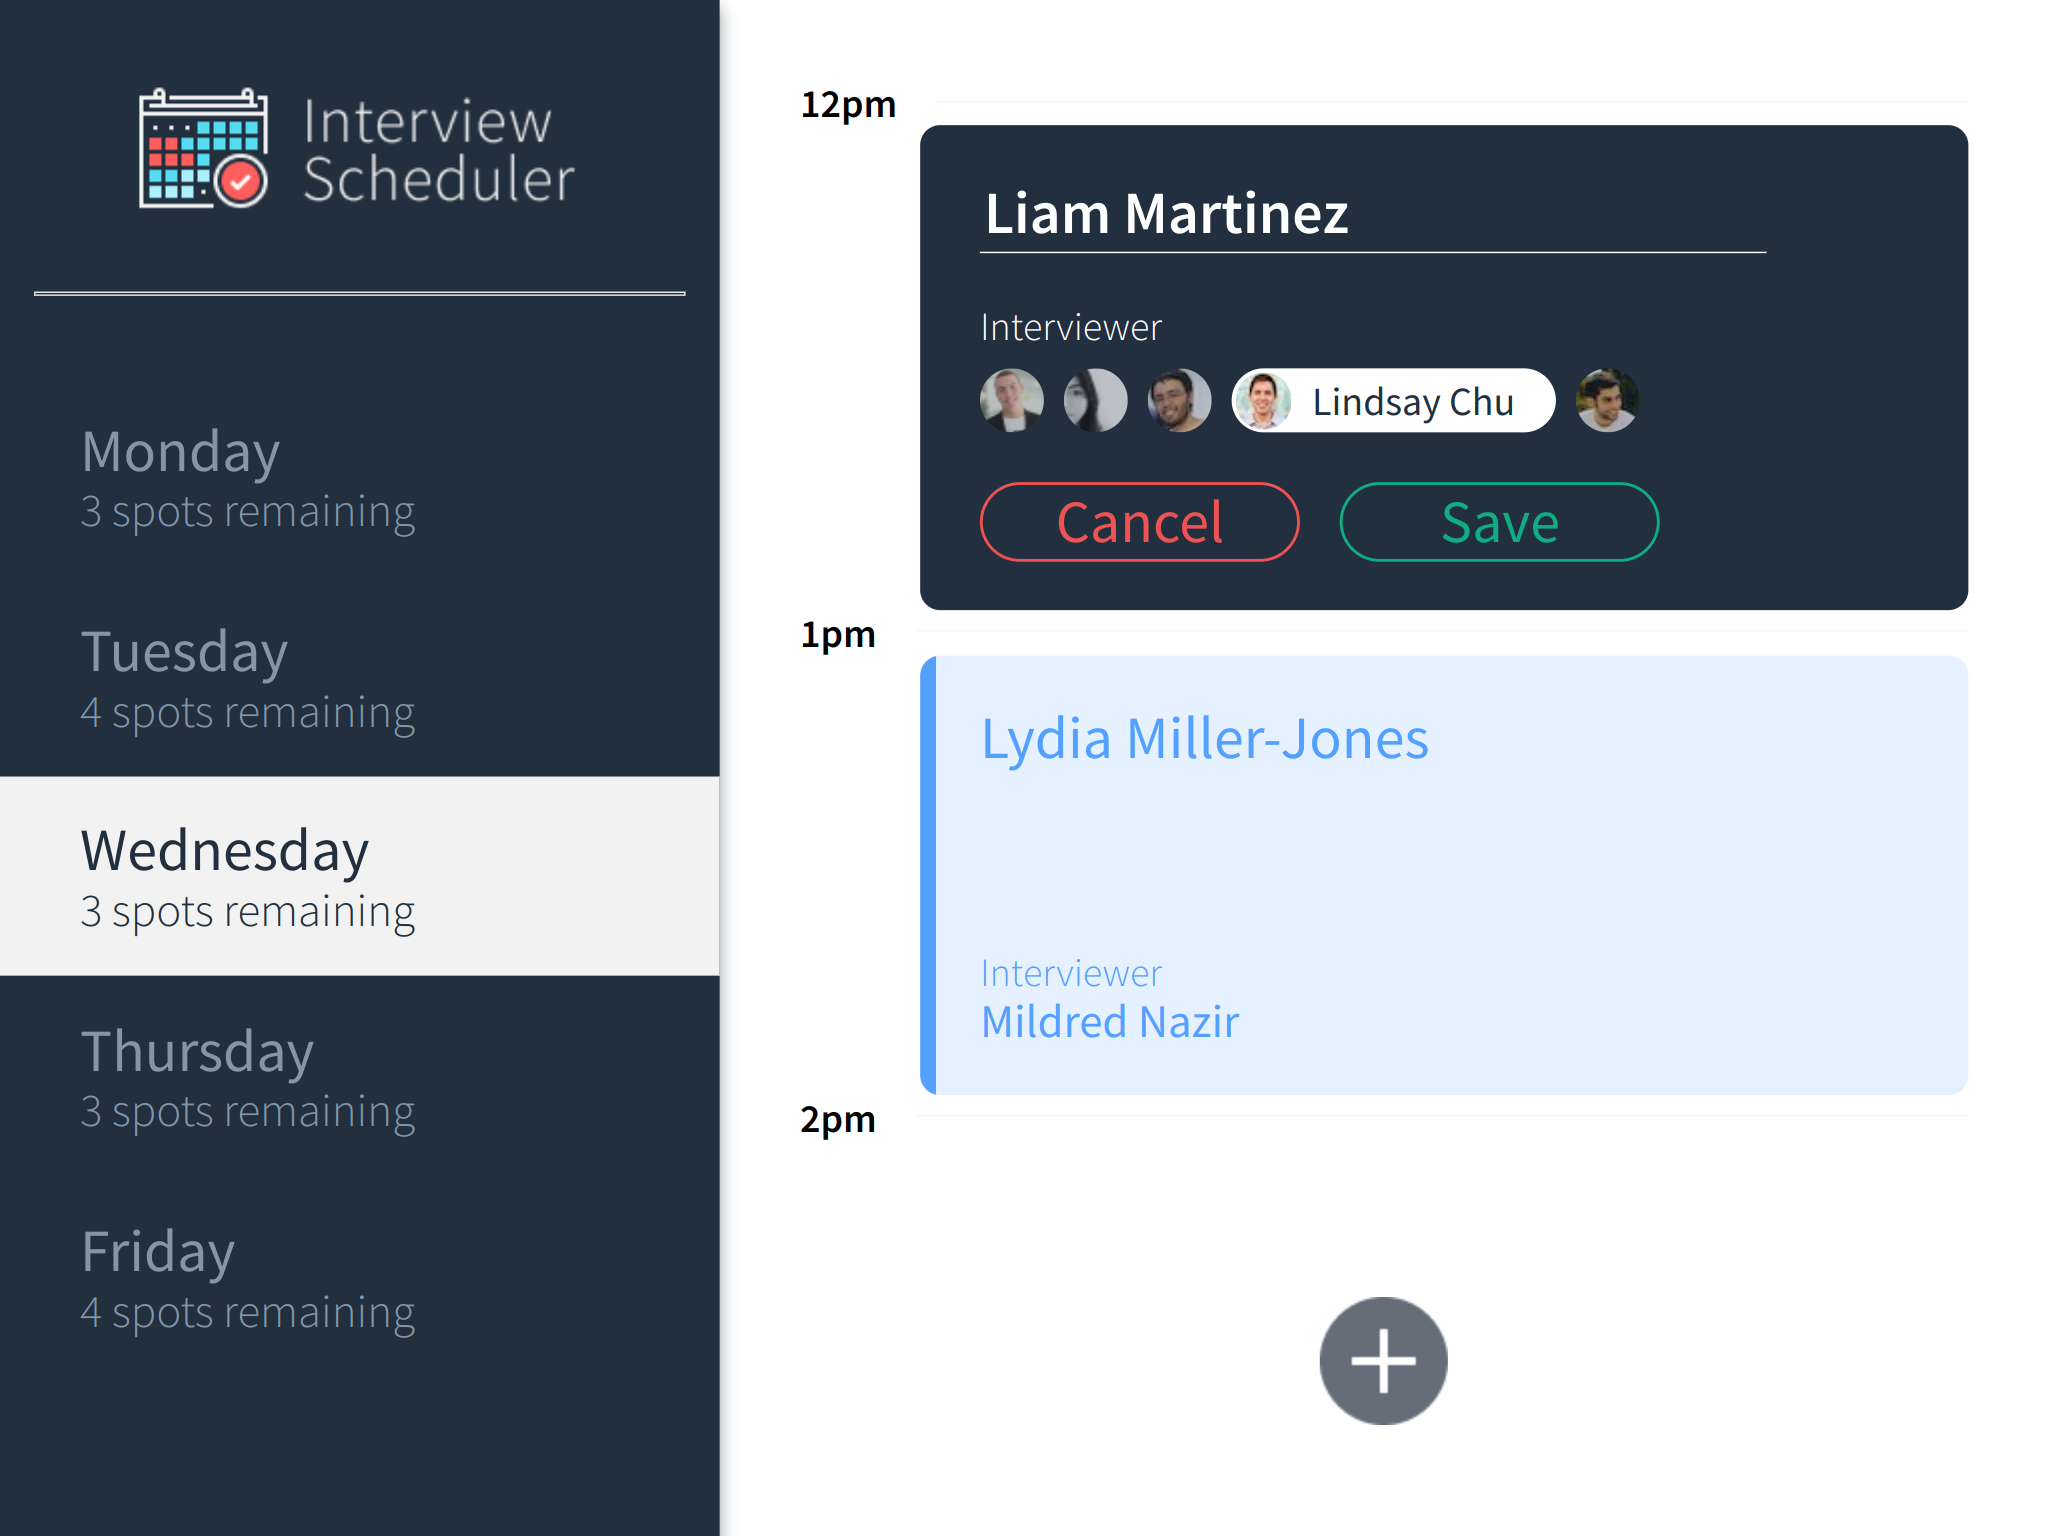 Interview
Scheduler
Monday
3 spots remaining
Tuesday
4 spots remaining
Wednesday
3 spots remaining
Thursday
3 spots remaining
Friday
4 spots remaining
12pm
Liam Martinez
Interviewer
Lindsay Chu
Cancel Save
1pm
Lydia Miller-Jones
Interviewer
Mildred Nazir
2pm